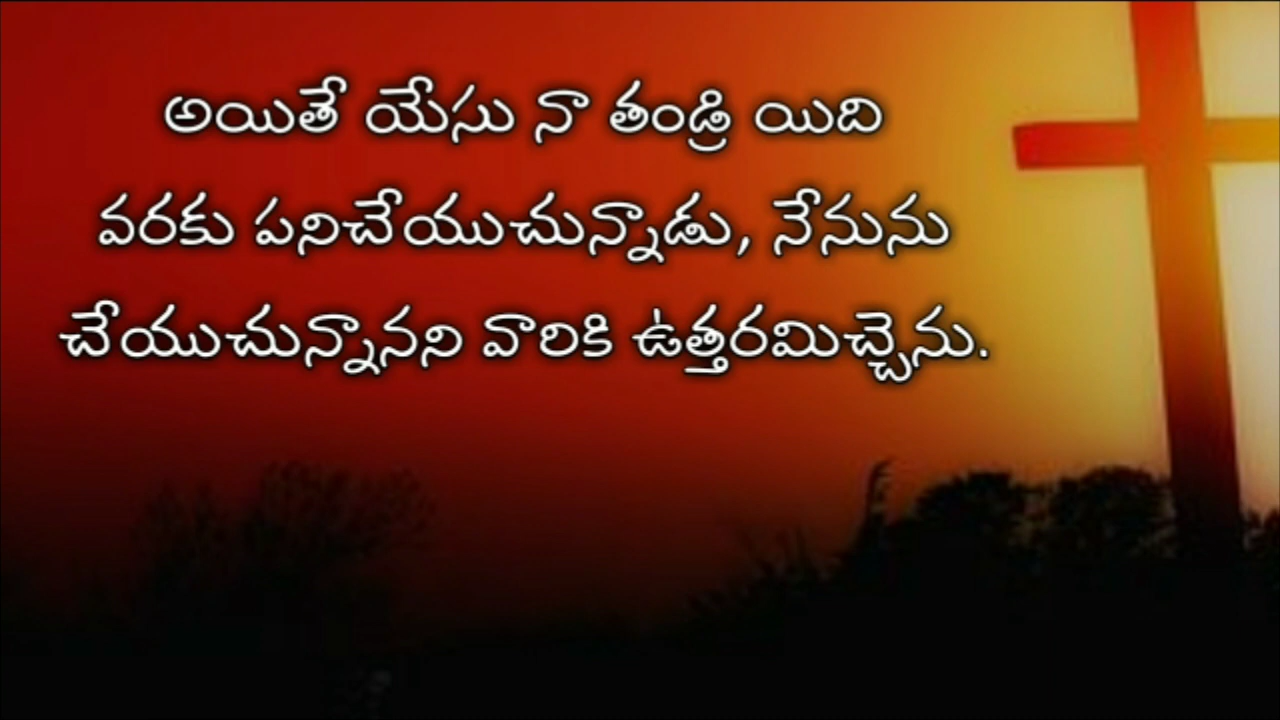 అయితే యేసు నా తండ్రి యిది
వరకు పనిచేయుచున్నాడు, నేనును
చేయుచున్నానని వారికి ఉత్తరమిచ్చెను.